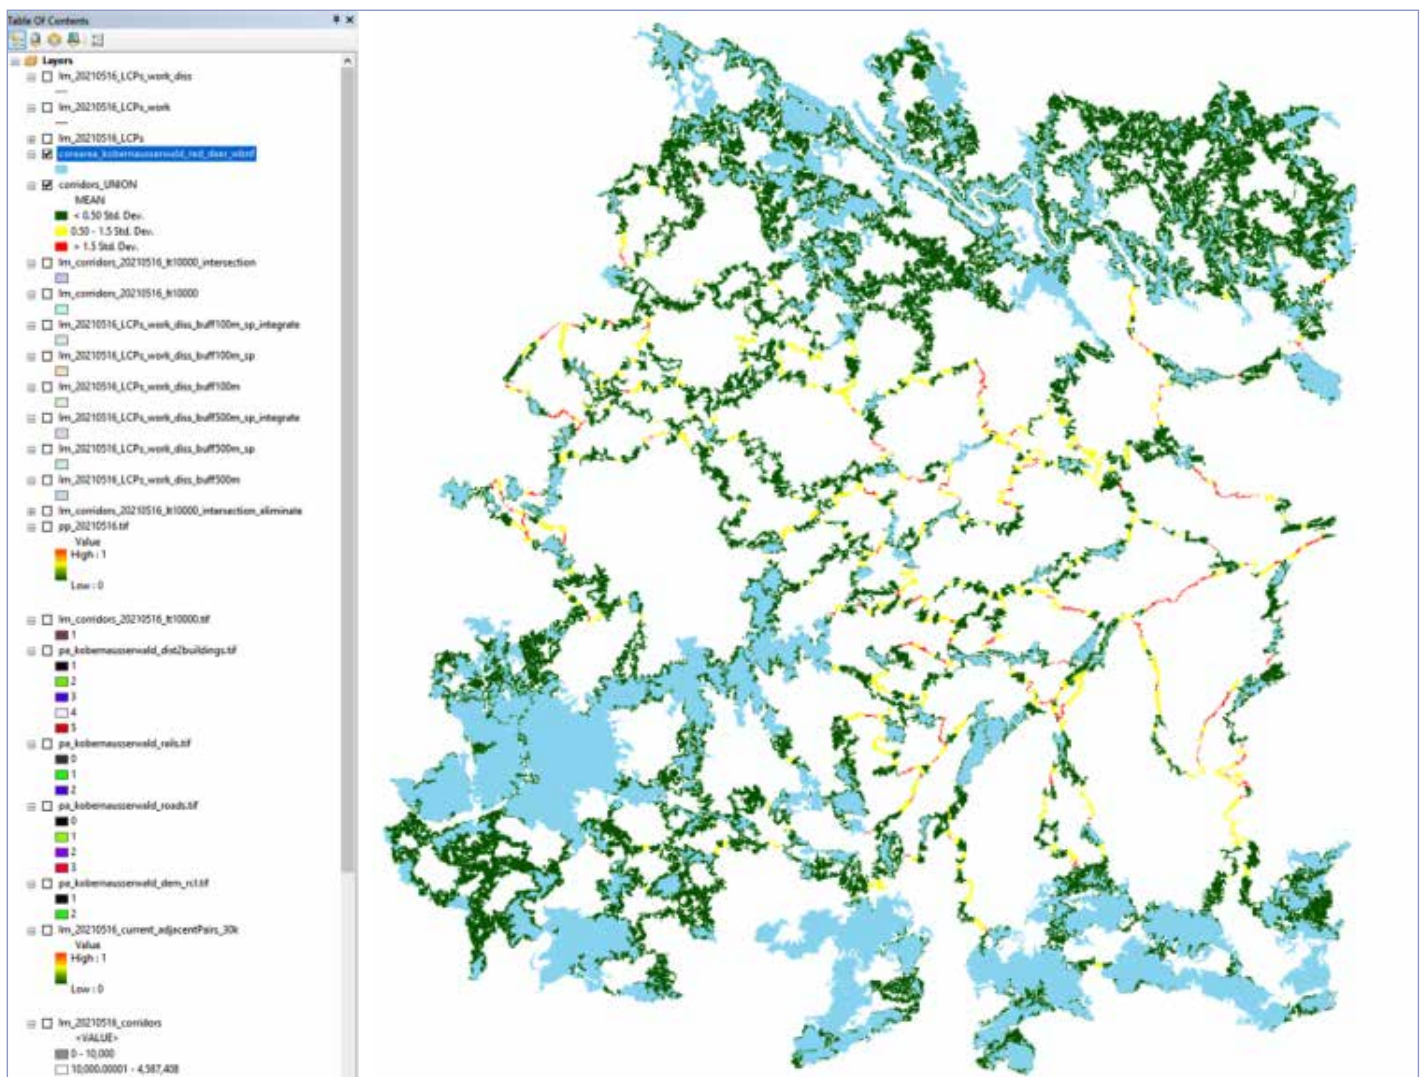 Table Of Contents
Layers
lm_20210516_LCPs_work_diss
lm_20210516_LCPs_work
lm_20210516_LCPs
corearea_kobernausserwald_red_deer
corridors_UNION
MEAN
< 0.50 Std. Dev.
0.50 - 1.5 Std. Dev.
> 1.5 Std. Dev.
lm_corridors_20210516_lt10000_intersection
lm_corridors_20210516_lt10000
lm_20210516_LCPs_work_diss_buff100m_sp_integrate
lm_20210516_LCPs_work_diss_buff100m_sp
lm_20210516_LCPs_work_diss_buff100m
lm_20210516_LCPs_work_diss_buff500m_sp_integrate
lm_20210516_LCPs_work_diss_buff500m_sp
lm_20210516_LCPs_work_diss_buff500m
lm_corridors_20210516_lt10000_intersection_eliminate
pp_20210516.tif
Value
High : 1
Low : 0
lm_corridors_20210516_lt10000.tif
1
pa_kobernausserwald_dist2buildings.tif
1
2
3
4
5
pa_kobernausserwald_rails.tif
0
1
2
pa_kobernausserwald_roads.tif
0
1
2
3
pa_kobernausserwald_dem_rcl.tif
1
2
lm_20210516_current_adjacentPairs_30k
Value
High : 1
Low : 0
lm_20210516_corridors
<VALUE>
0 - 10,000
10,000.00001 - 4,587,408